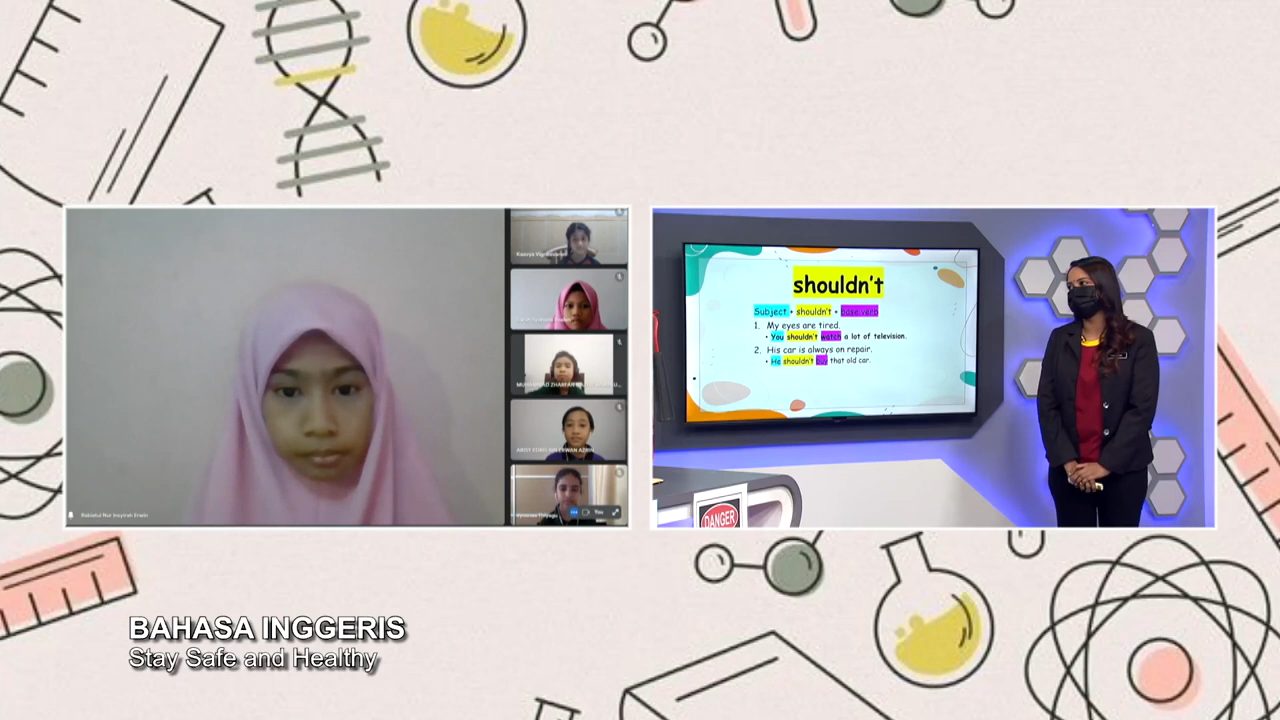 shouldn't
Subject + shouldn't + base verb
1. My eyes are tired.
• You shouldn't watch a lot of television.
2. His car is always on repair.
• He shouldn't buy that old car.
DANGER
You
BAHASA INGGERIS
Stay Safe and Healthy